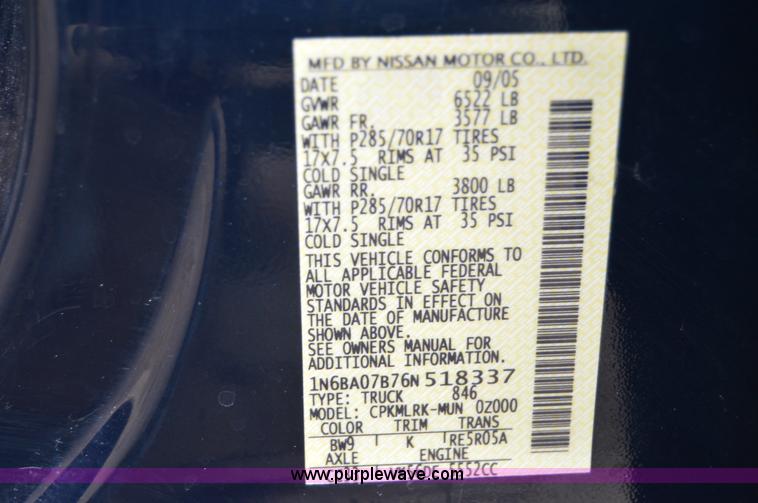 MFD BY NISSAN MOTOR CO., LTD.
DATE 09/05
GVWR 6522 LB
GAWR FR. 3577 LB
WITH P285/70R17 TIRES
17X7.5 RIMS AT 35 PSI
COLD SINGLE
GAWR RR. 3800 LB
WITH P285/70R17 TIRES
17X7.5 RIMS AT 35 PSI
COLD SINGLE
THIS VEHICLE CONFORMS TO
ALL APPLICABLE FEDERAL
MOTOR VEHICLE SAFETY
STANDARDS IN EFFECT ON
THE DATE OF MANUFACTURE
SHOWN ABOVE.
SEE OWNERS MANUAL FOR
ADDITIONAL INFORMATION.
1N6BA07B76N518337
TYPE: TRUCK 846
MODEL: CPKMLRK-MUN 0Z000
COLOR TRIM TRANS
BW9 K RE5R05A
AXLE ENGINE
5552CC
www.purplewave.com